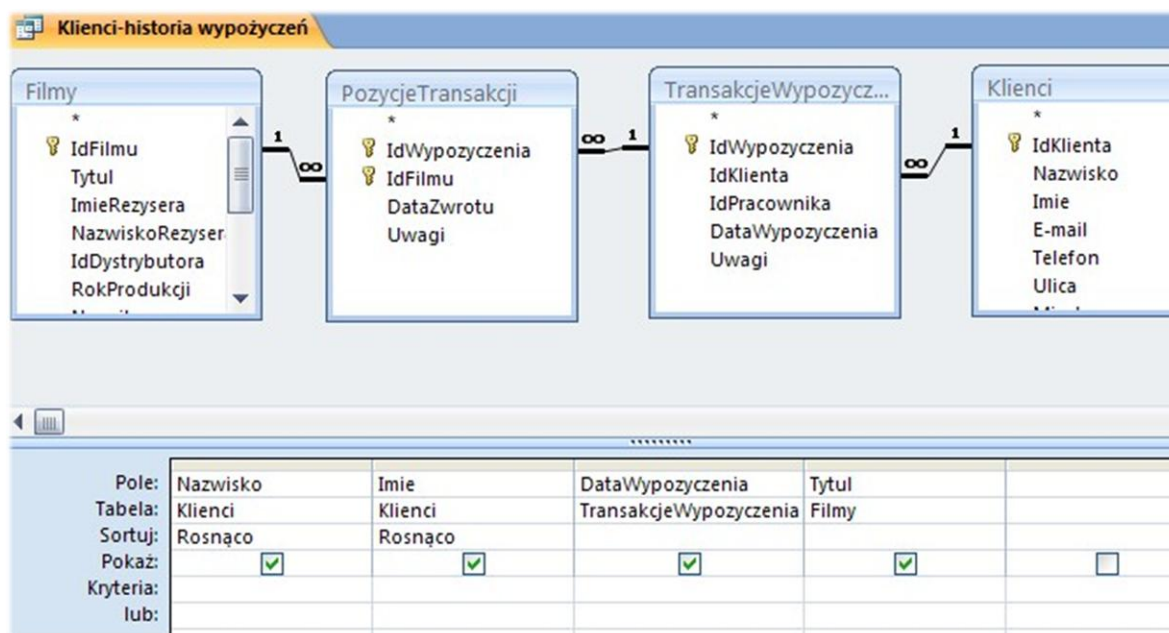 Klienci-historia wypożyczeń
Filmy
*
IdFilmu
Tytul
ImieRezysera
NazwiskoRezyser
IdDystrybutora
RokProdukcji
1
∞
PozycjeTransakcji
*
IdWypozyczenia
IdFilmu
DataZwrotu
Uwagi
∞ 1
TransakcjeWypozycz...
*
IdWypozyczenia
IdKlienta
IdPracownika
DataWypozyczenia
Uwagi
1
∞
Klienci
*
IdKlienta
Nazwisko
Imie
E-mail
Telefon
Ulica
Pole: Nazwisko Imie DataWypozyczenia Tytul
Tabela: Klienci Klienci TransakcjeWypozyczenia Filmy
Sortuj: Rosnąco Rosnąco
Pokaż:
Kryteria:
lub: